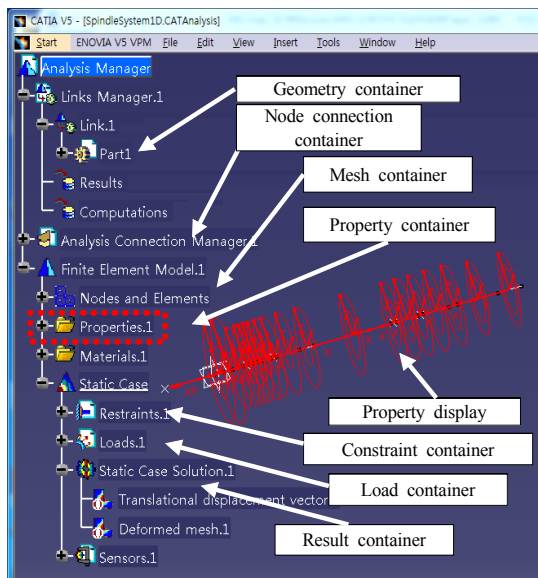 CATIA V5 - [SpindleSystem1D.CATAnalysis]
Start ENOVIA V5 VPM File Edit View Insert Tools Window Help
Analysis Manager
Geometry container
Links Manager.1
Node connection
container
Link.1
Part1
Mesh container
Results
Computations
Property container
Analysis Connection Manager.1
Finite Element Model.1
Nodes and Elements
Properties.1
Materials.1
Static Case
Property display
Restraints.1
Constraint container
Loads.1
Load container
Static Case Solution.1
Translational displacement vector
Deformed mesh.1
Result container
Sensors.1